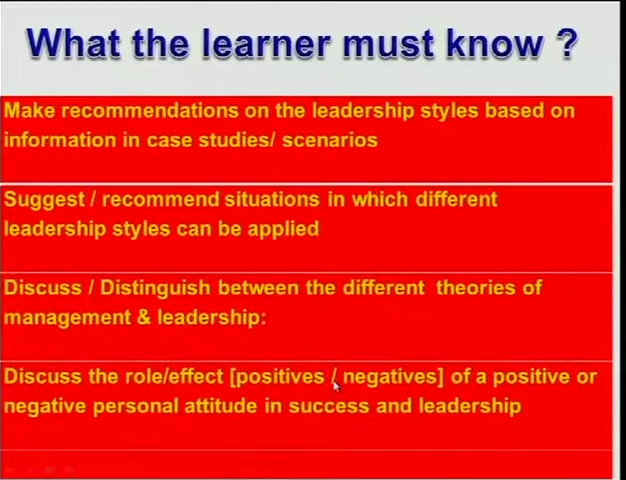 What the learner must know ?
Make recommendations on the leadership styles based on
information in case studies/ scenarios
Suggest / recommend situations in which different
leadership styles can be applied
Discuss / Distinguish between the different theories of
management & leadership:
Discuss the role/effect [positives / negatives] of a positive or
negative personal attitude in success and leadership